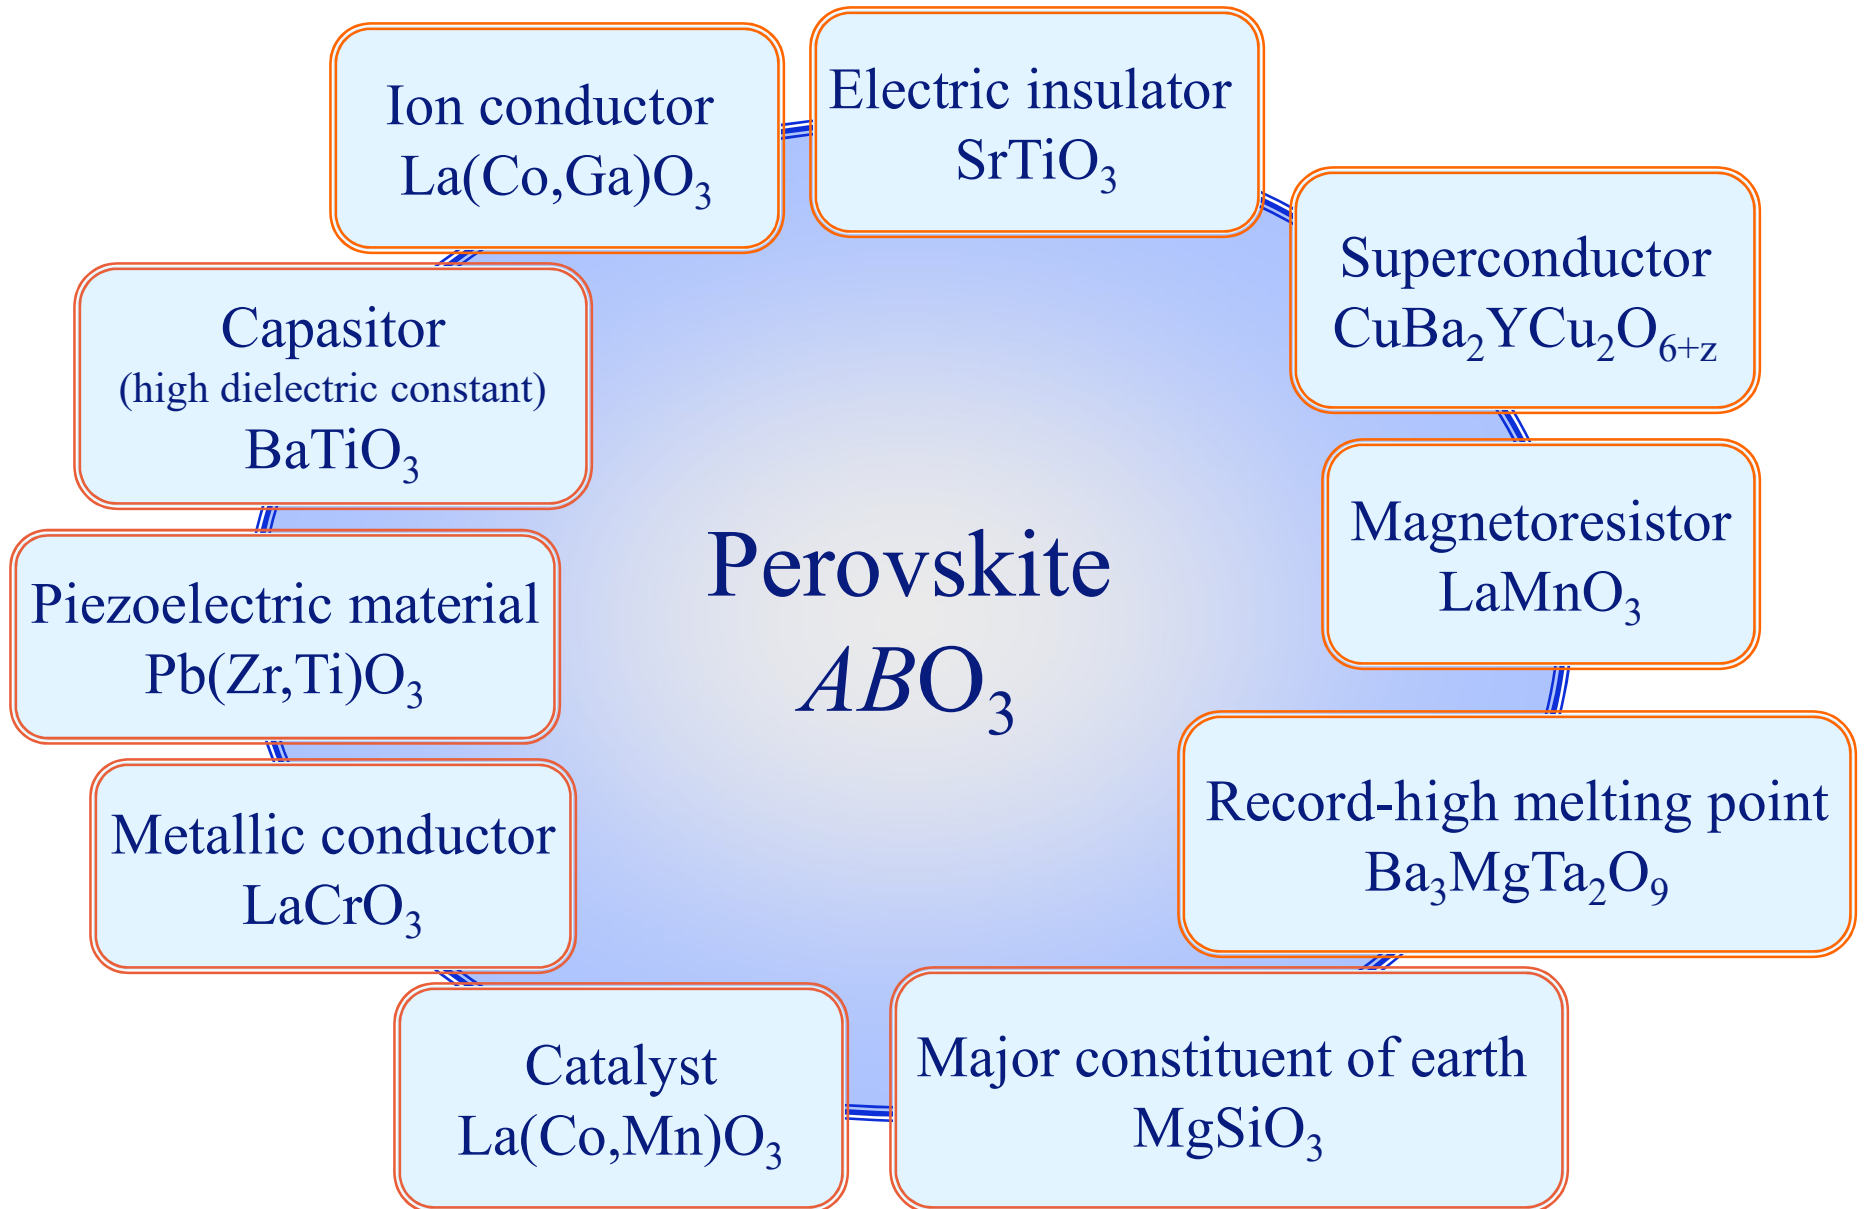 Ion conductor
La(Co,Ga)O₃
Electric insulator
SrTiO₃
Superconductor
CuBa₂YCu₂O₆₊z
Capasitor
(high dielectric constant)
BaTiO₃
Magnetoresistor
LaMnO₃
Perovskite
ABO₃
Piezoelectric material
Pb(Zr,Ti)O₃
Record-high melting point
Ba₃MgTa₂O₉
Metallic conductor
LaCrO₃
Major constituent of earth
MgSiO₃
Catalyst
La(Co,Mn)O₃